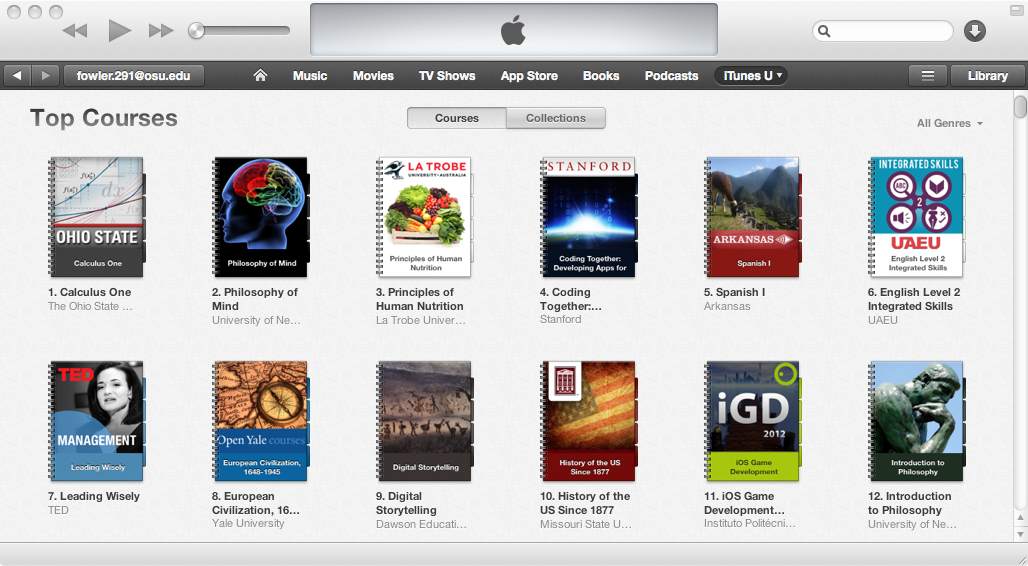 fowler.291@osu.edu
Music Movies TV Shows App Store Books Podcasts iTunes U Library
Top Courses
Courses Collections
All Genres
OHIO STATE
Calculus One
Philosophy of Mind
LA TROBE
UNIVERSITY • AUSTRALIA
Principles of Human
Nutrition
STANFORD
Coding Together:
Developing Apps for
ARKANSAS
Spanish I
INTEGRATED SKILLS
ABC
2
UAEU
English Level 2
Integrated Skills
1. Calculus One
The Ohio State ...
2. Philosophy of
Mind
University of Ne...
3. Principles of
Human Nutrition
La Trobe Univer...
4. Coding
Together:...
Stanford
5. Spanish I
Arkansas
6. English Level 2
Integrated Skills
UAEU
TED
MANAGEMENT
Leading Wisely
Open Yale courses
European Civilization,
1648-1945
Digital Storytelling
History of the US
Since 1877
iGD
2012
iOS Game
Development
Introduction to
Philosophy
7. Leading Wisely
TED
8. European
Civilization, 16...
Yale University
9. Digital
Storytelling
Dawson Educati...
10. History of the
US Since 1877
Missouri State U...
11. iOS Game
Development...
Instituto Politécni...
12. Introduction
to Philosophy
University of Ne...